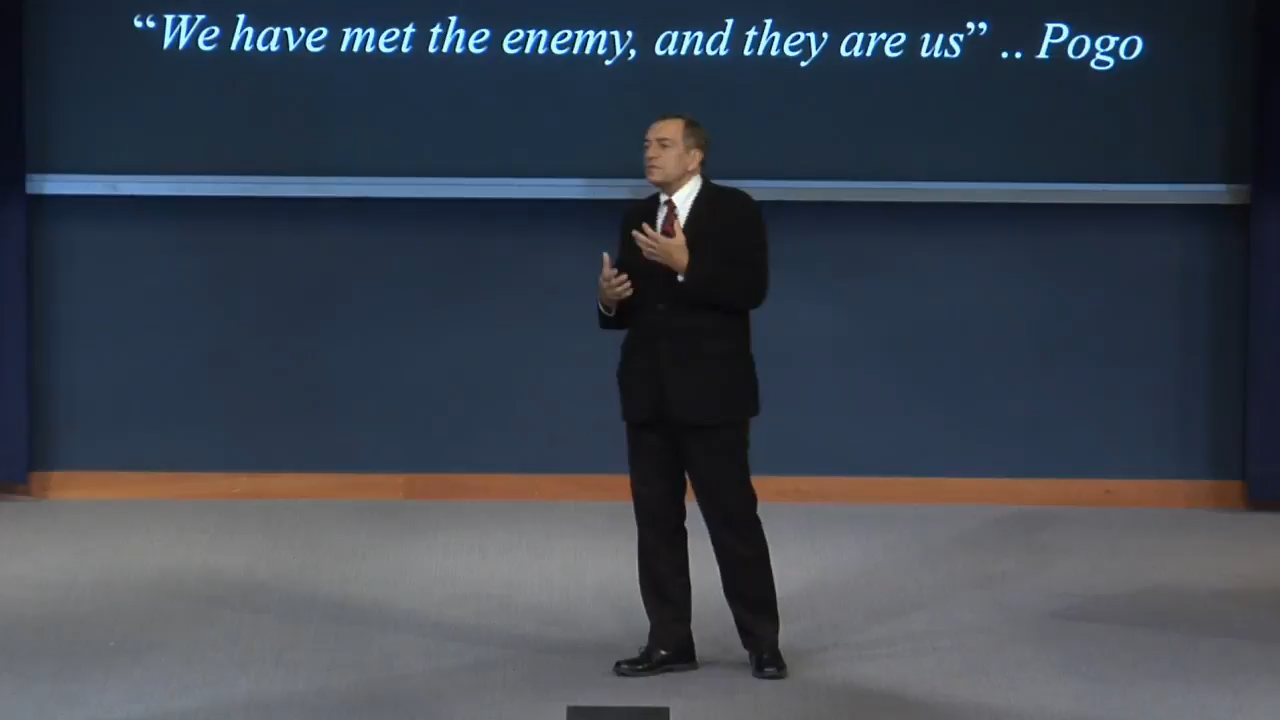 “We have met the enemy, and they are us” .. Pogo